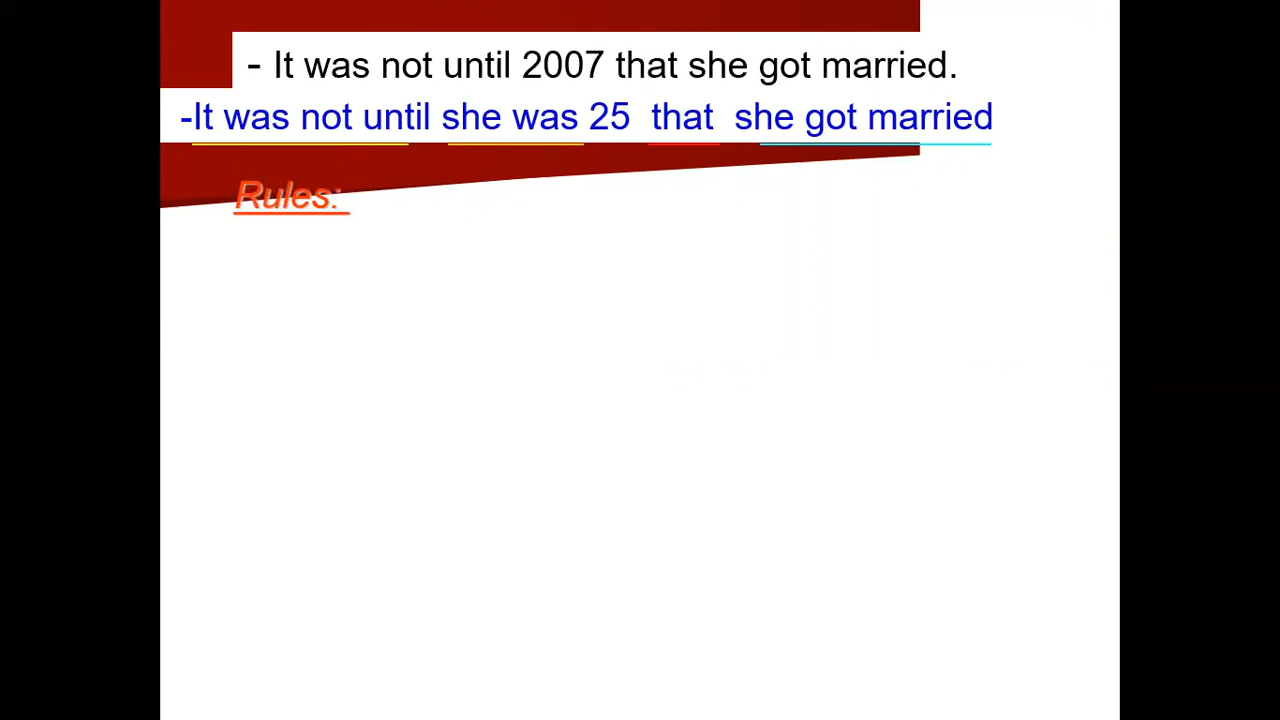 - It was not until 2007 that she got married.
-It was not until she was 25 that she got married
Rules: